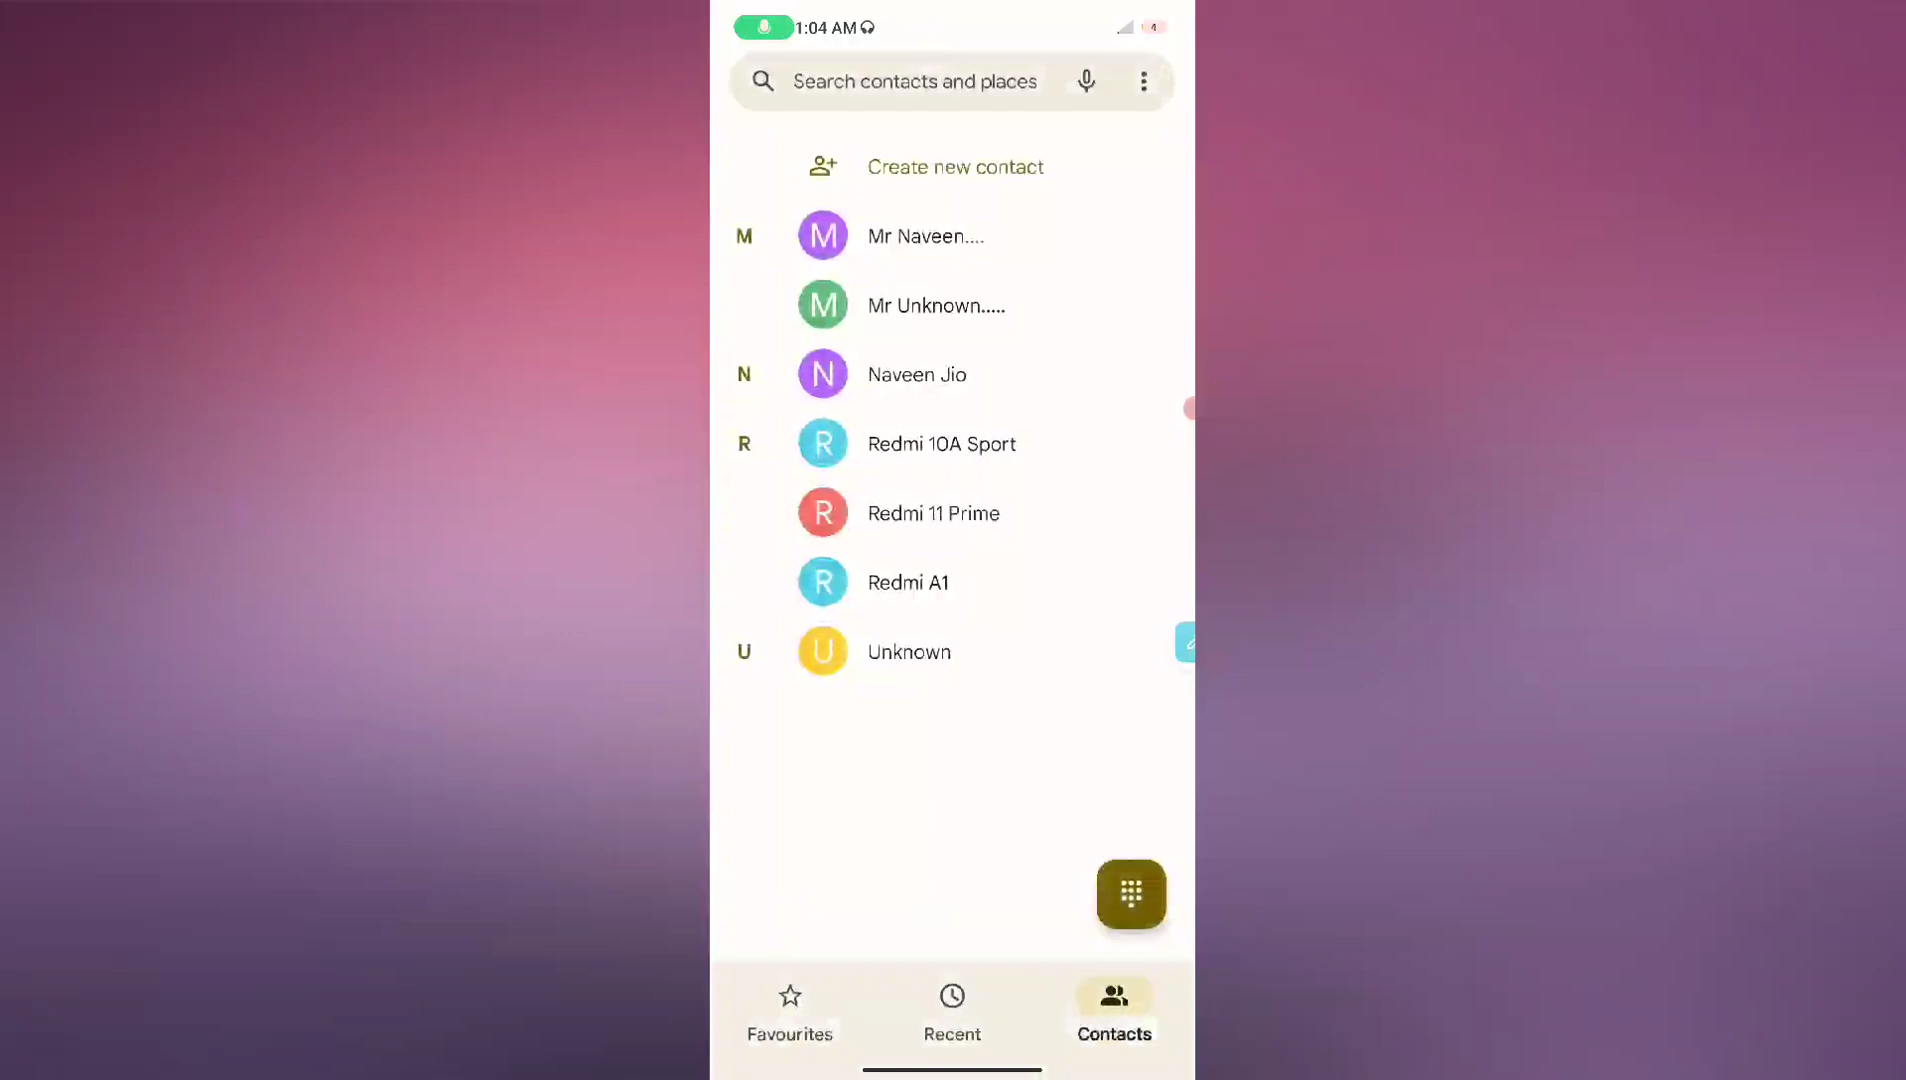 1:04 AM
4
Search contacts and places
Create new contact
M
M
Mr Naveen....
M
Mr Unknown.....
N
N
Naveen Jio
R
R
Redmi 10A Sport
R
Redmi 11 Prime
R
Redmi A1
U
U
Unknown
Favourites
Recent
Contacts